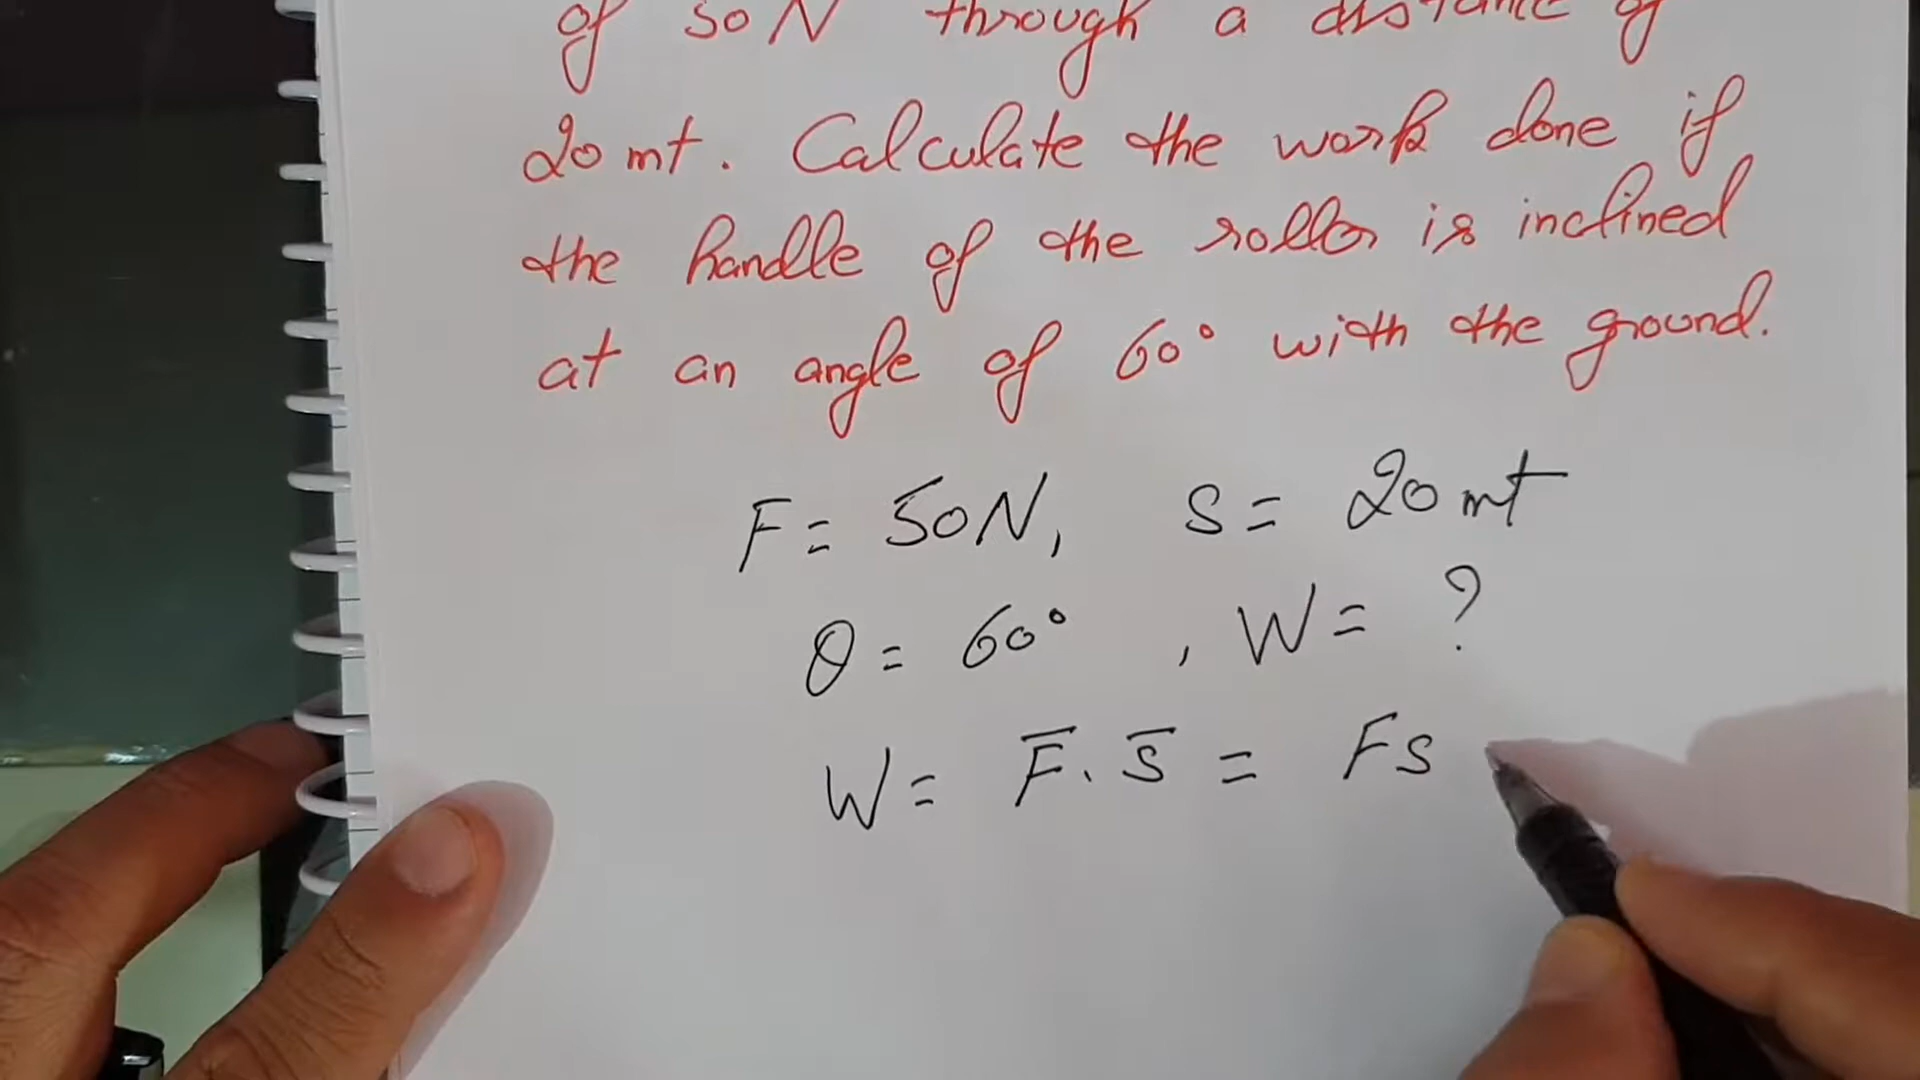 of 50N through a distance of
20 mt. Calculate the work done if
the handle of the roller is inclined
at an angle of 60° with the ground.
F = 50N, S = 20 mt
θ = 60° , W = ?
W = F̅ . S̅ = FS